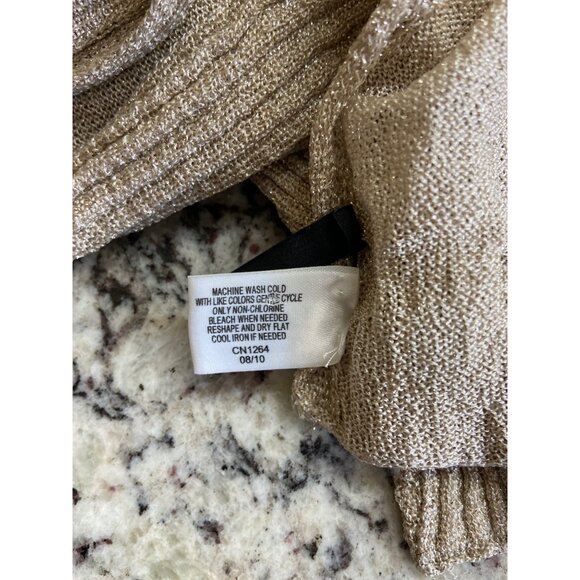 MACHINE WASH COLD
WITH LIKE COLORS GENTLE CYCLE
ONLY NON-CHLORINE
BLEACH WHEN NEEDED
RESHAPE AND DRY FLAT
COOL IRON IF NEEDED
CN1264
08/10